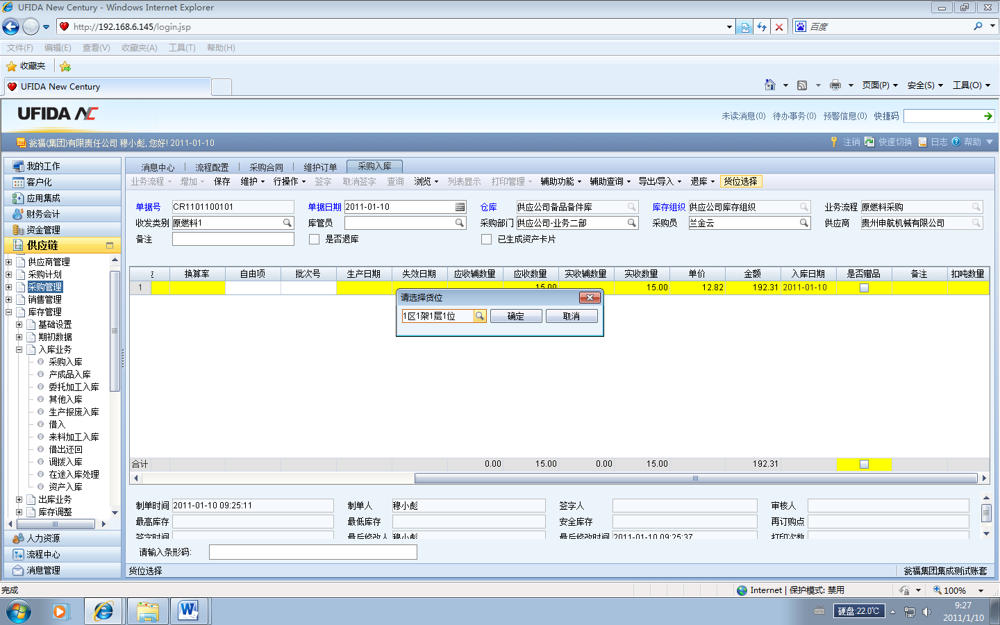 UFIDA New Century - Windows Internet Explorer
http://192.168.6.145/login.jsp
百度
文件(F) 编辑(E) 查看(V) 收藏夹(A) 工具(T) 帮助(H)
收藏夹
UFIDA New Century
页面(P) 安全(S) 工具(O)
UFIDA NC
未读消息(0) 待办事务(0) 预警信息(0) 快捷码
瓮福(集团)有限责任公司 穆小彪, 您好! 2011-01-10
注销 快速切换 日志 帮助
我的工作
客户化
应用集成
财务会计
资金管理
供应链
供应商管理
采购计划
采购管理
销售管理
库存管理
基础设置
期初数据
入库业务
采购入库
产成品入库
委托加工入库
其他入库
生产报废入库
借入
来料加工入库
借出还回
调拨入库
在途入库处理
资产入库
出库业务
库存调整
人力资源
流程中心
消息管理
消息中心 流程配置 采购合同 维护订单 采购入库
业务流程 增加 保存 维护 行操作 签字 取消签字 查询 浏览 列表显示 打印管理 辅助功能 辅助查询 导出/导入 退库 货位选择
单据号 CR1101100101 单据日期 2011-01-10 仓库 供应公司备品备件库 库存组织 供应公司库存组织 业务流程 原燃料采购
收发类别 原燃料1 库管员 采购部门 供应公司-业务二部 采购员 兰金云 供应商 贵州申航机械有限公司
备注 是否退库 已生成资产卡片
换算率 自由项 批次号 生产日期 失效日期 应收辅数量 应收数量 实收辅数量 实收数量 单价 金额 入库日期 是否赠品 备注 扣吨数量
1 15.00 15.00 12.82 192.31 2011-01-10
请选择货位
1区1架1层1位 确定 取消
合计 0.00 15.00 0.00 15.00 192.31
制单时间 2011-01-10 09:25:11 制单人 穆小彪 签字人 审核人
最高库存 最低库存 安全库存 再订购点
签字时间 最后修改人 穆小彪 最后修改时间 2011-01-10 09:25:37 打印次数
请输入条形码:
货位选择 瓮福集团集成测试账套
完成 Internet | 保护模式: 禁用 100%
硬盘:22.0℃
9:27
2011/1/10